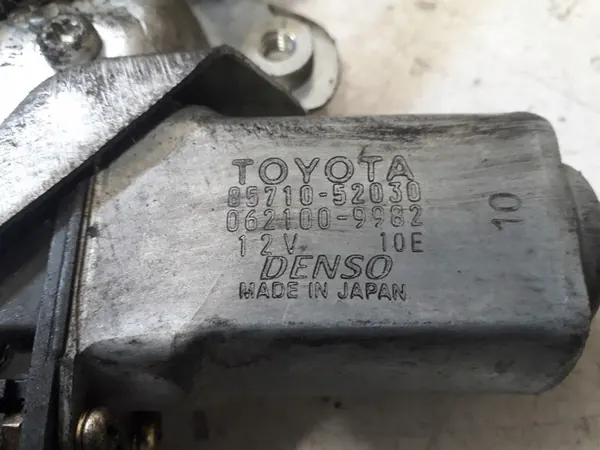 TOYOTA
85710-52030
062100-9982
12V 10E
DENSO
MADE IN JAPAN
10